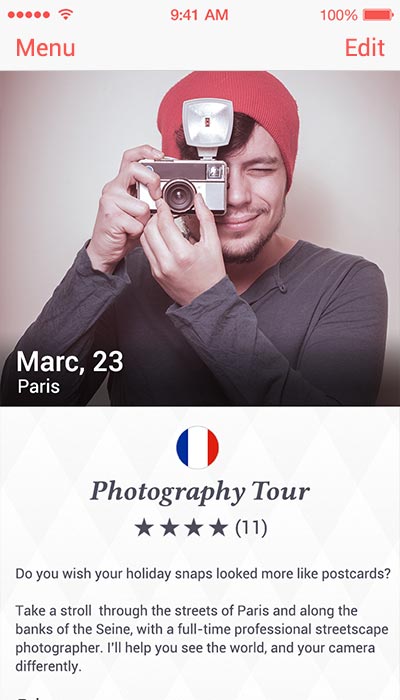 9:41 AM 100%
Menu Edit
Marc, 23
Paris
Photography Tour
(11)
Do you wish your holiday snaps looked more like postcards?
Take a stroll through the streets of Paris and along the
banks of the Seine, with a full-time professional streetscape
photographer. I'll help you see the world, and your camera
differently.